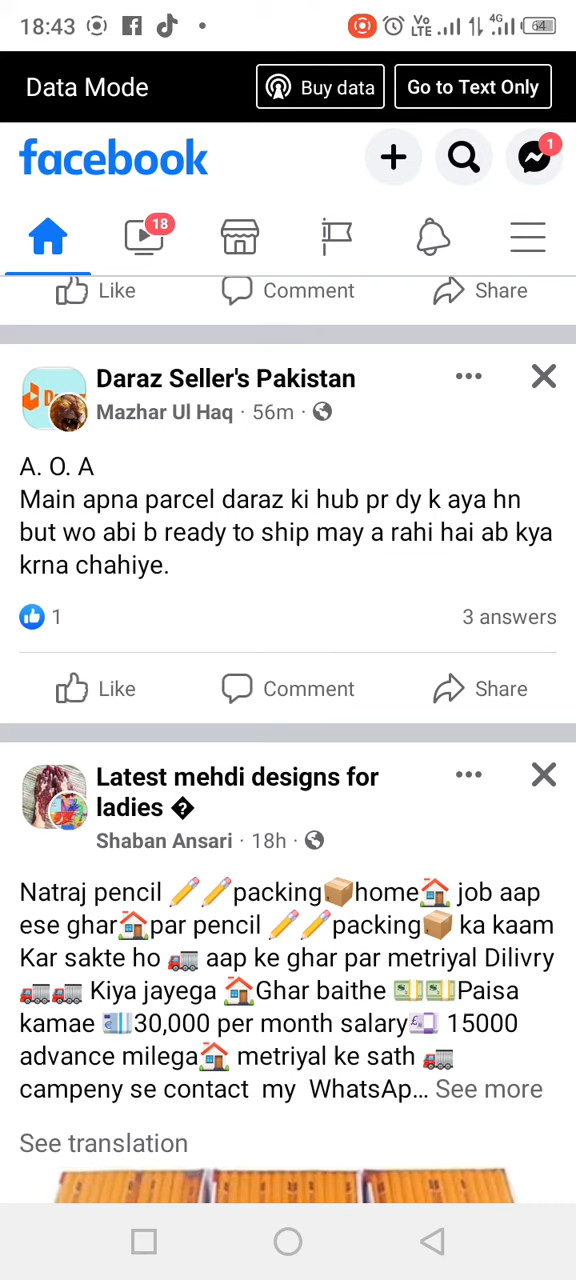 18:43
Vo LTE 4G 64
Data Mode
Buy data
Go to Text Only
facebook
1
18
Like Comment Share
Daraz Seller's Pakistan
Mazhar Ul Haq · 56m ·
A. O. A
Main apna parcel daraz ki hub pr dy k aya hn
but wo abi b ready to ship may a rahi hai ab kya
krna chahiye.
1 3 answers
Like Comment Share
Latest mehdi designs for
ladies �
Shaban Ansari · 18h ·
Natraj pencil ✏️✏️packing📦home🏠 job aap
ese ghar🏠par pencil ✏️✏️packing📦 ka kaam
Kar sakte ho 🚛 aap ke ghar par metriyal Dilivry
🚛🚛 Kiya jayega 🏠Ghar baithe 💵💵Paisa
kamae 💶30,000 per month salary💷 15000
advance milega🏠 metriyal ke sath 🚛
campeny se contact my WhatsAp... See more
See translation